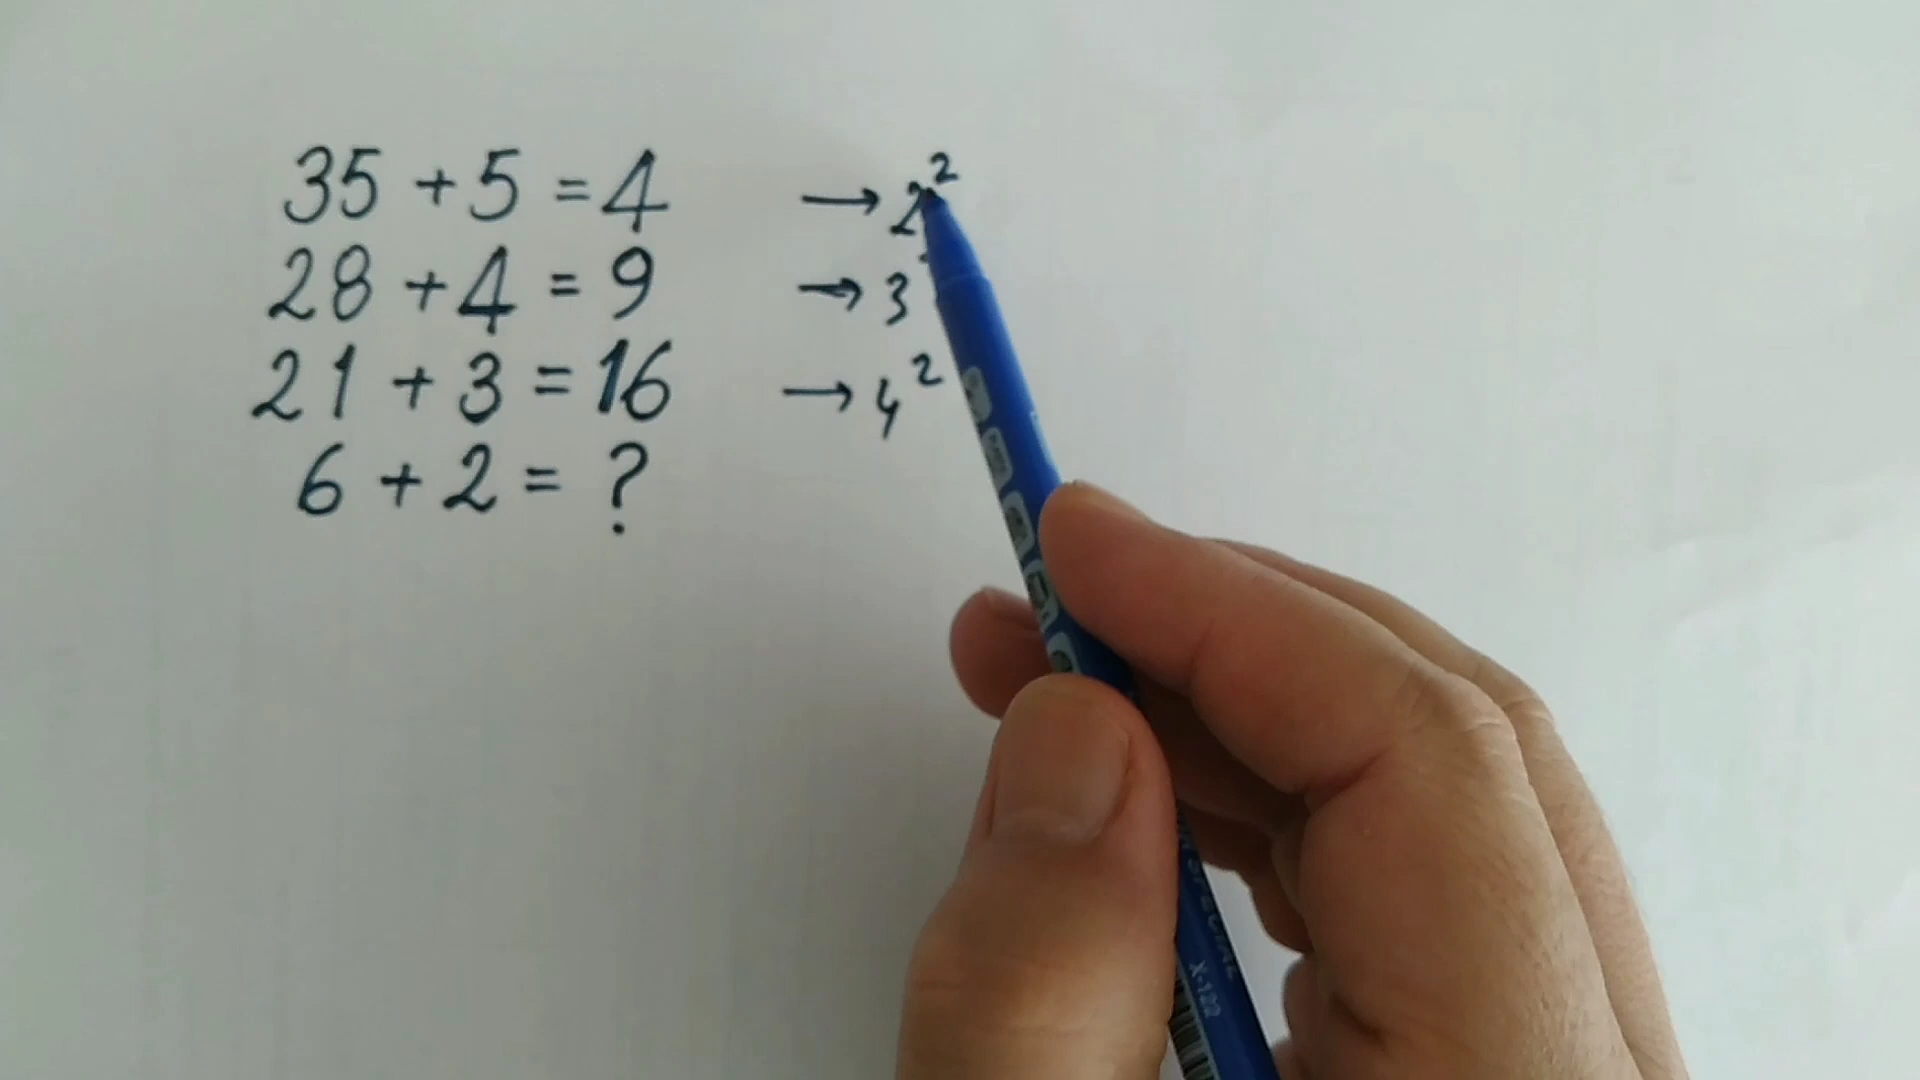 35 + 5 = 4 → 2²
28 + 4 = 9 → 3
21 + 3 = 16 → 4²
6 + 2 = ?
X-122